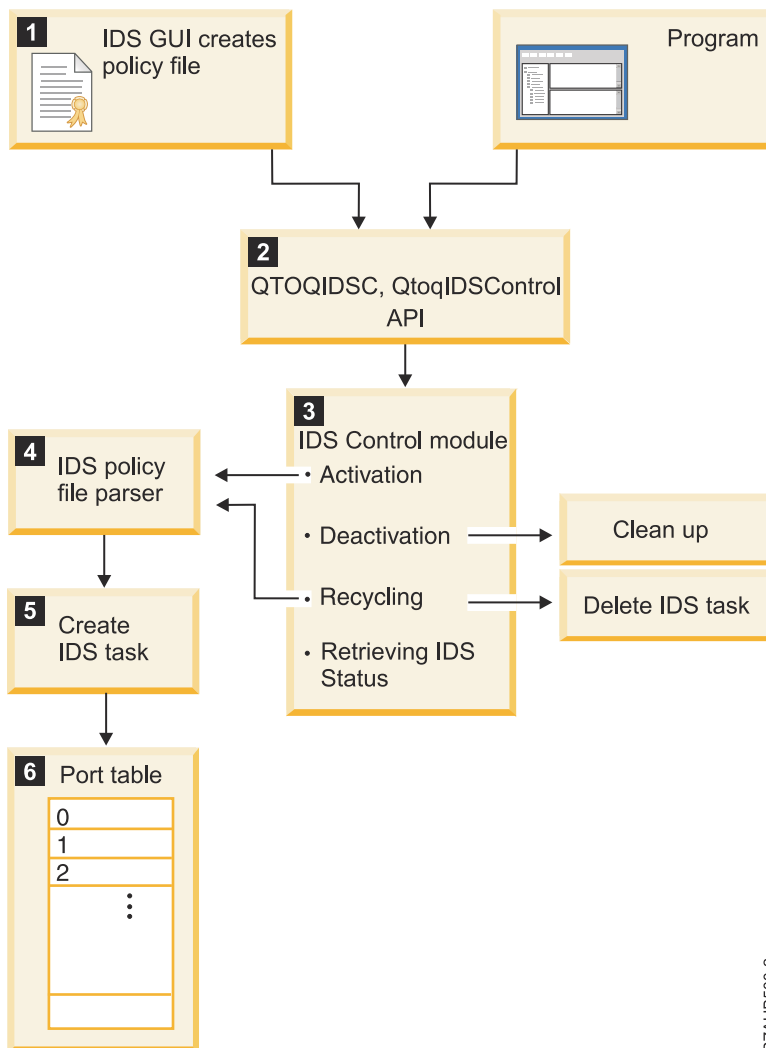 1
IDS GUI creates
policy file
Program
2
QTOQIDSC, QtoqIDSControl
API
3
IDS Control module
• Activation
• Deactivation
• Recycling
• Retrieving IDS
Status
4
IDS policy
file parser
Clean up
Delete IDS task
5
Create
IDS task
6
Port table
0
1
2